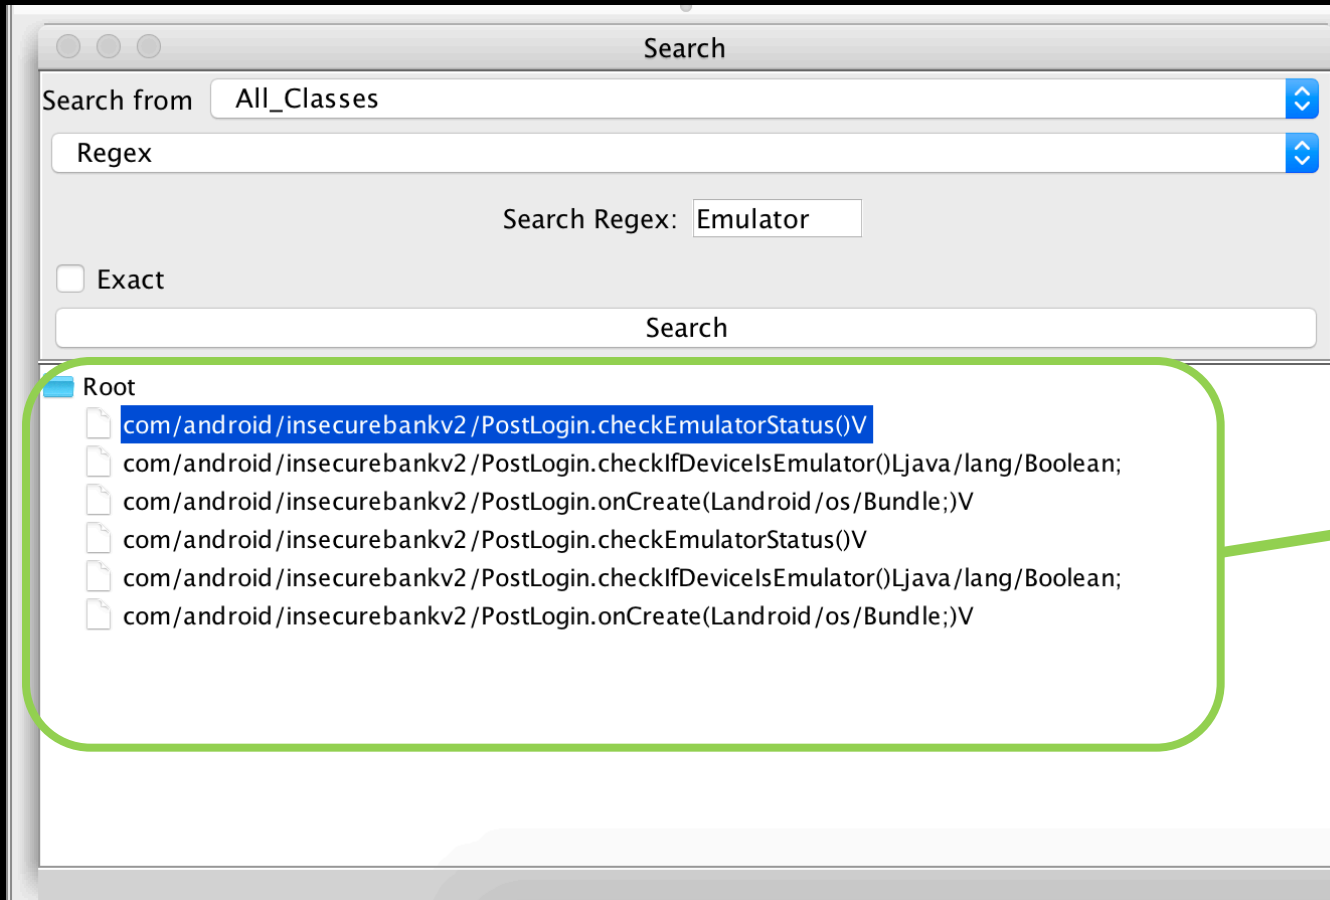 Search
Search from All_Classes
Regex
Search Regex: Emulator
Exact
Search
Root
com/android/insecurebankv2/PostLogin.checkEmulatorStatus()V
com/android/insecurebankv2/PostLogin.checkIfDeviceIsEmulator()Ljava/lang/Boolean;
com/android/insecurebankv2/PostLogin.onCreate(Landroid/os/Bundle;)V
com/android/insecurebankv2/PostLogin.checkEmulatorStatus()V
com/android/insecurebankv2/PostLogin.checkIfDeviceIsEmulator()Ljava/lang/Boolean;
com/android/insecurebankv2/PostLogin.onCreate(Landroid/os/Bundle;)V